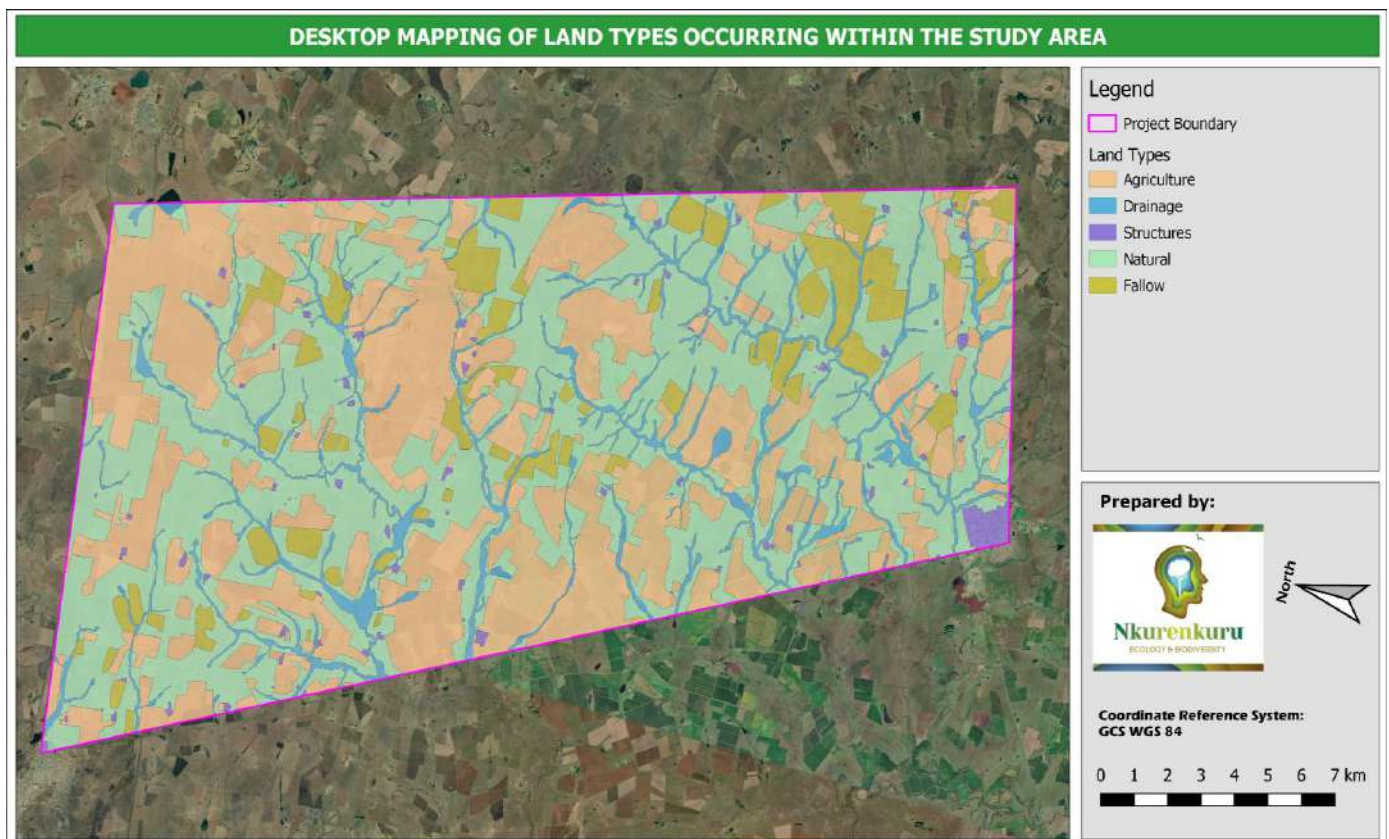 DESKTOP MAPPING OF LAND TYPES OCCURRING WITHIN THE STUDY AREA
Legend
Project Boundary
Land Types
Agriculture
Drainage
Structures
Natural
Fallow
Prepared by:
North
Nkurenkuru
ECOLOGY & BIODIVERSITY
Coordinate Reference System:
GCS WGS 84
0 1 2 3 4 5 6 7 km